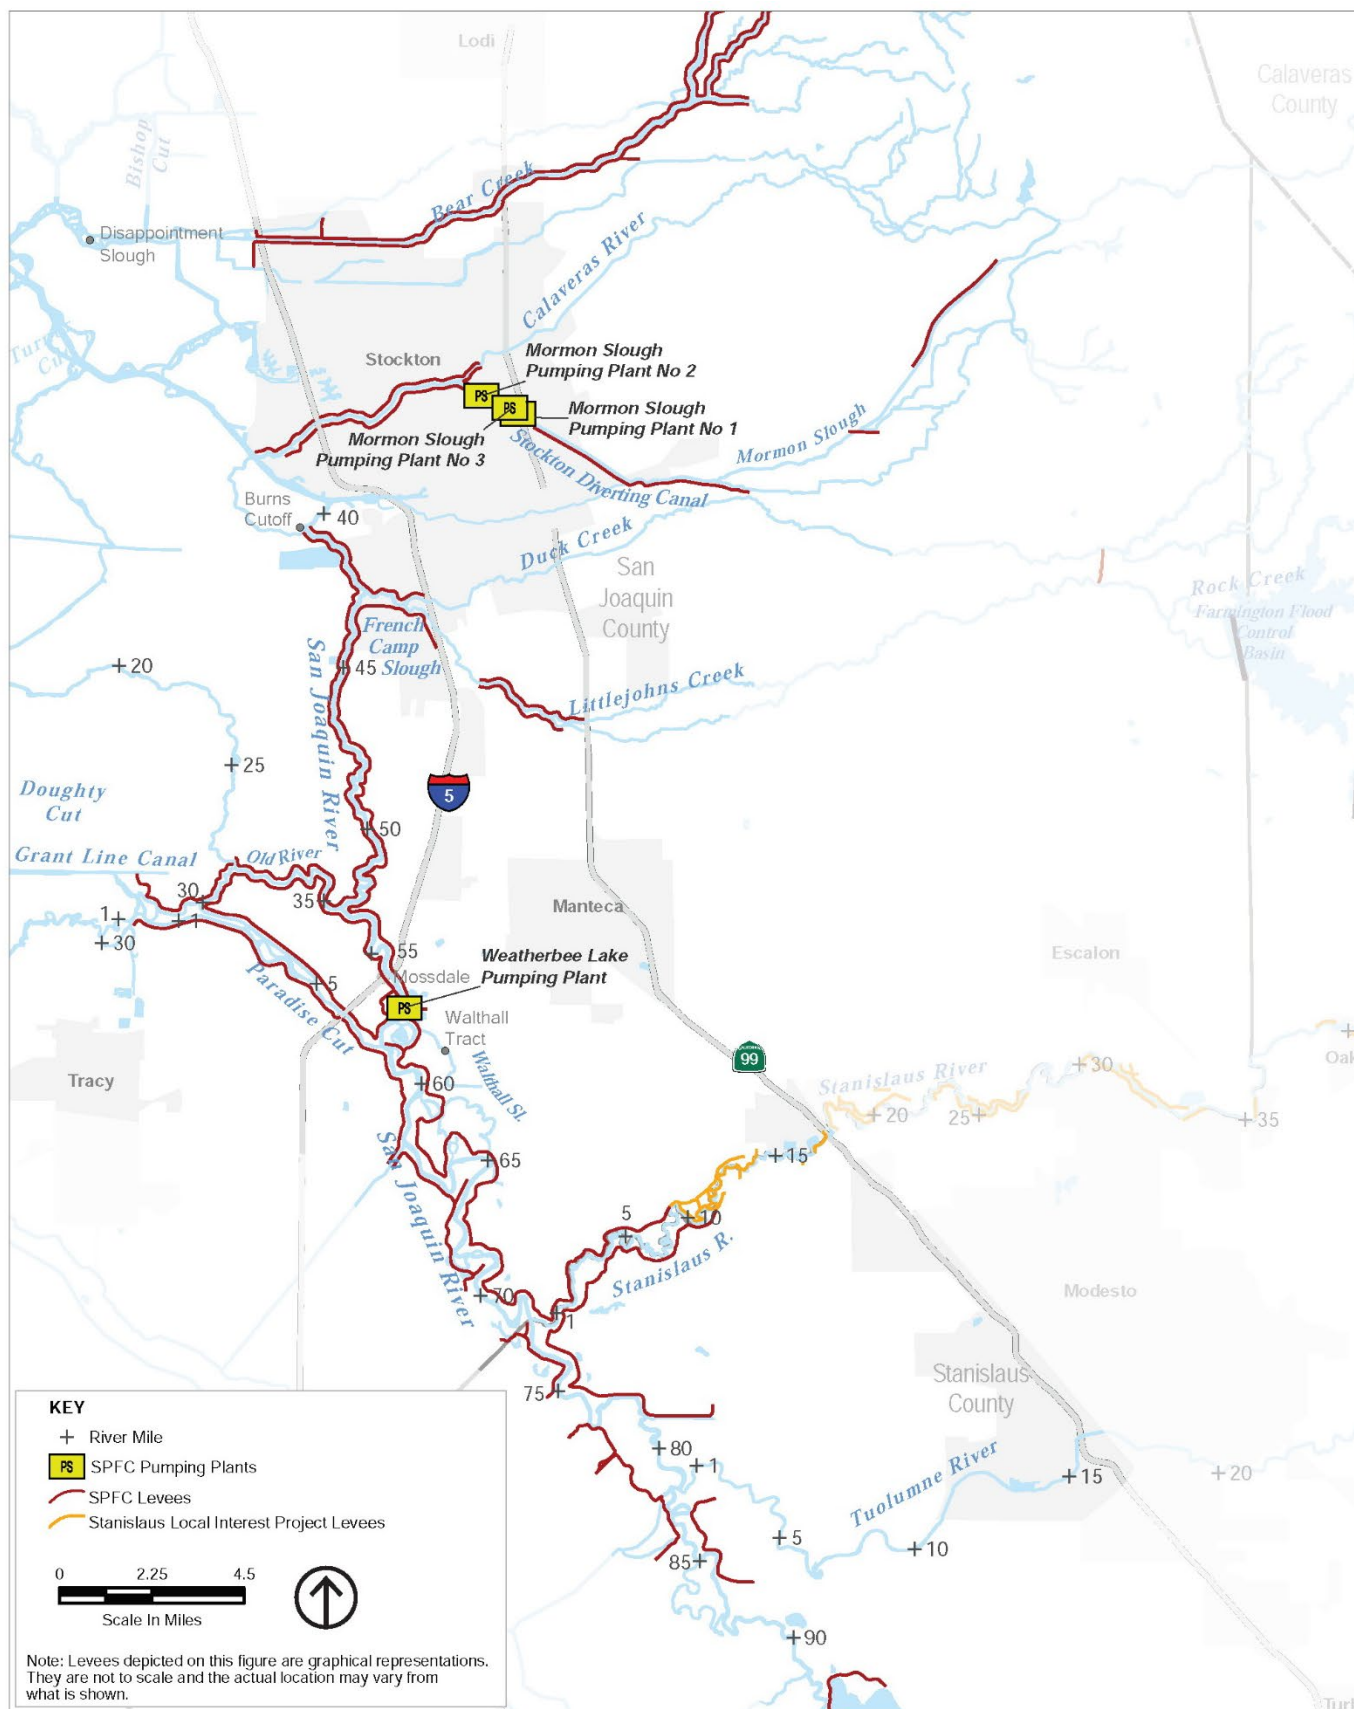 Lodi
Calaveras
County
Bishop
Cut
Bear Creek
Disappointment
Slough
Calaveras River
Stockton
Mormon Slough
Pumping Plant No 2
PS
PS
Mormon Slough
Pumping Plant No 1
Mormon Slough
Pumping Plant No 3
Mormon Slough
Stockton Diverting Canal
Burns
Cutoff
40
Duck Creek
San
Joaquin
County
Rock Creek
Farmington Flood
Control
Basin
French
Camp
Slough
San Joaquin River
45
20
Littlejohns Creek
25
5
Doughty
Cut
50
Grant Line Canal
Old River
30
35
1
1
30
Manteca
55
Mossdale
Weatherbee Lake
Pumping Plant
PS
5
Paradise Cut
Walthall
Tract
Escalon
Tracy
99
60
Walthall Sl.
Stanislaus River
30
20
25
35
San Joaquin River
65
15
5
10
Stanislaus R.
70
1
Modesto
Stanislaus
County
75
80
1
Tuolumne River
15
20
5
10
85
90
KEY
River Mile
PS SPFC Pumping Plants
SPFC Levees
Stanislaus Local Interest Project Levees
0 2.25 4.5
Scale In Miles
Note: Levees depicted on this figure are graphical representations.
They are not to scale and the actual location may vary from
what is shown.